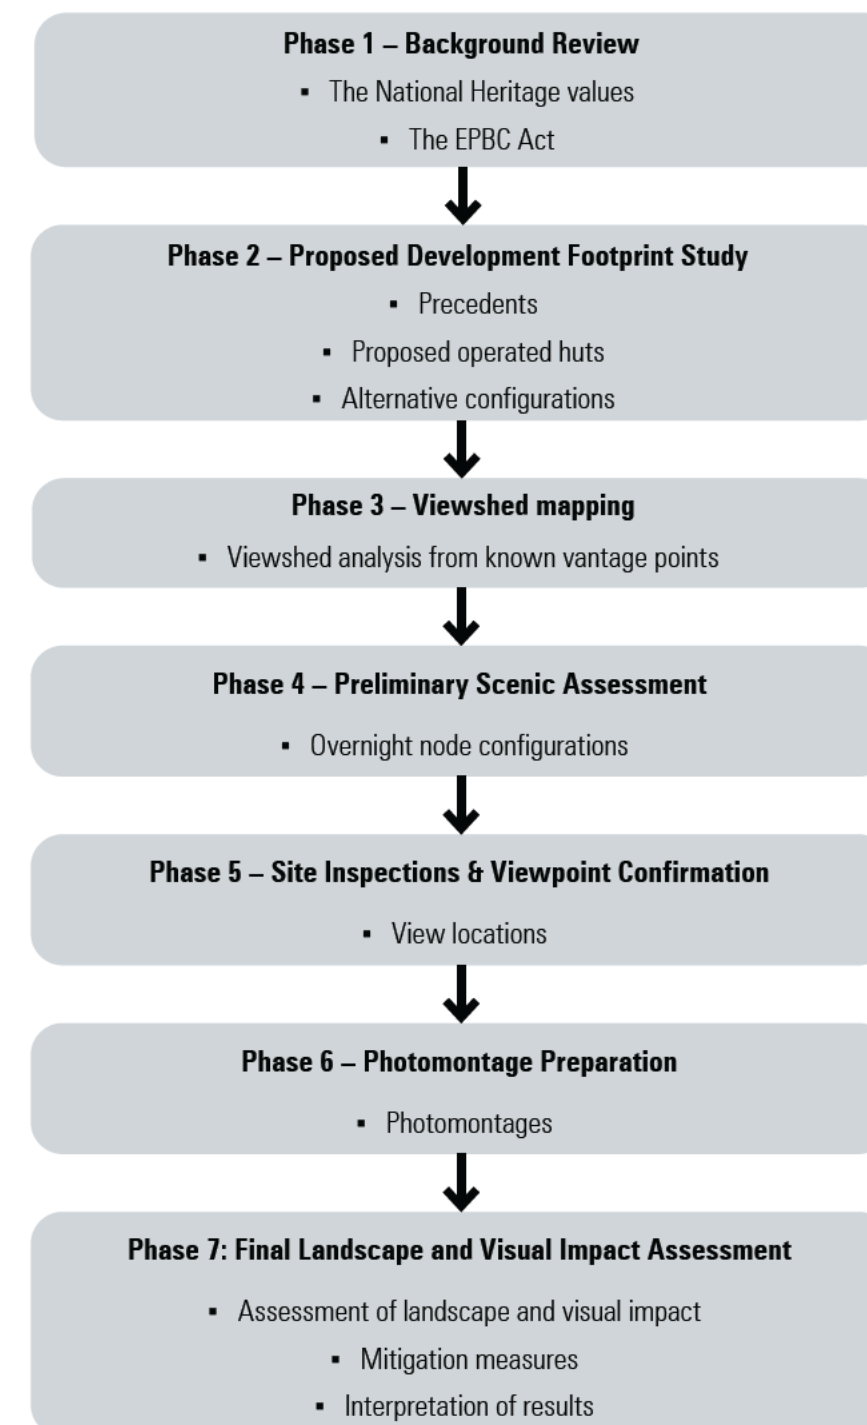 Phase 1 – Background Review
▪ The National Heritage values
▪ The EPBC Act
Phase 2 – Proposed Development Footprint Study
▪ Precedents
▪ Proposed operated huts
▪ Alternative configurations
Phase 3 – Viewshed mapping
▪ Viewshed analysis from known vantage points
Phase 4 – Preliminary Scenic Assessment
▪ Overnight node configurations
Phase 5 – Site Inspections & Viewpoint Confirmation
▪ View locations
Phase 6 – Photomontage Preparation
▪ Photomontages
Phase 7: Final Landscape and Visual Impact Assessment
▪ Assessment of landscape and visual impact
▪ Mitigation measures
▪ Interpretation of results